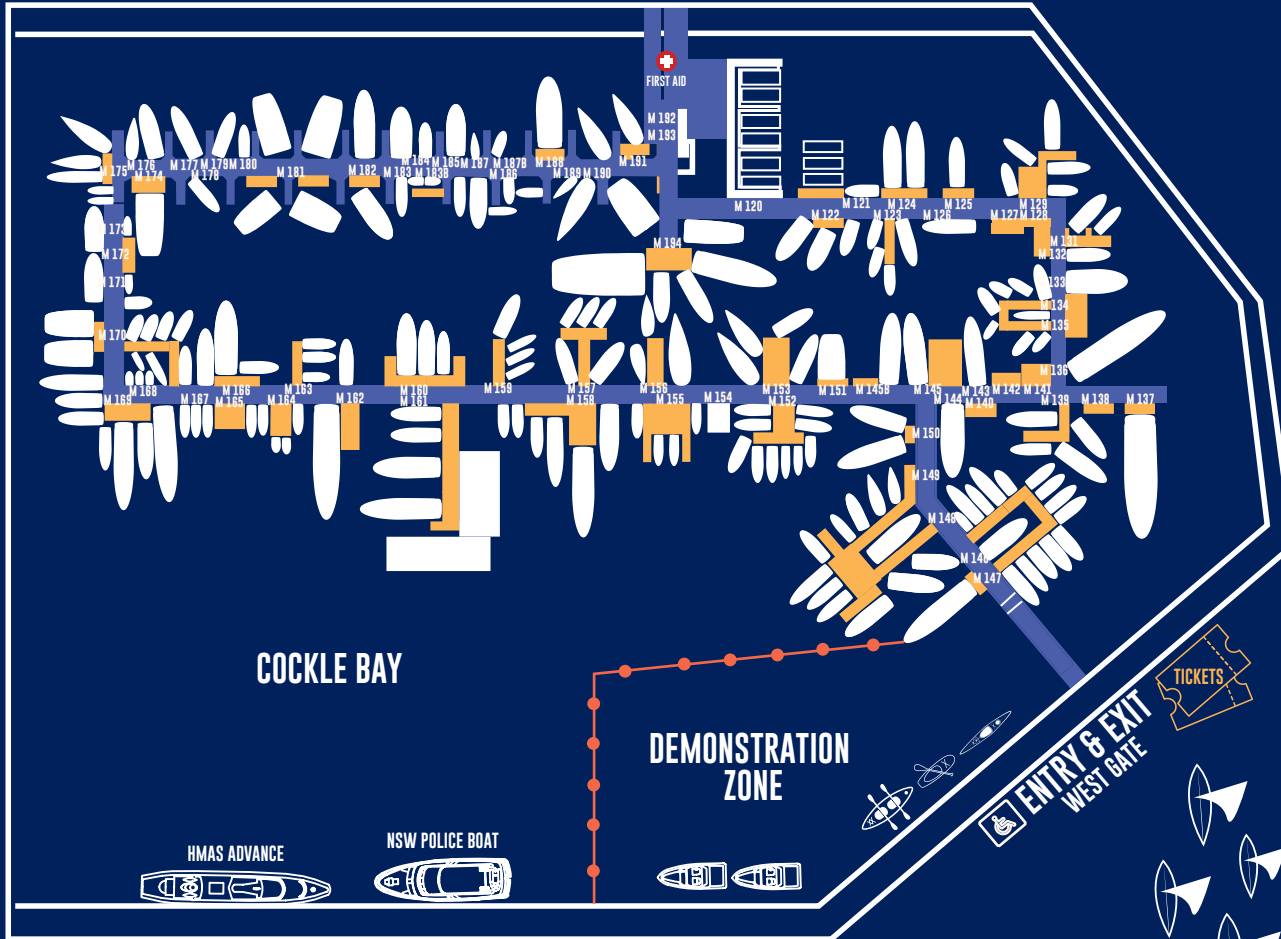 FIRST AID
M 192
M 193
M 175
M 176
M 174
M 177
M 178
M 179
M 180
M 181
M 182
M 183
M 184
M 183B
M 185
M 187
M 186
M 187B
M 188
M 189
M 190
M 191
M 120
M 121
M 122
M 123
M 124
M 126
M 125
M 127
M 128
M 129
M 173
M 172
M 171
M 170
M 194
M 131
M 132
133
M 134
M 135
M 136
M 169
M 168
M 167
M 166
M 165
M 164
M 163
M 162
M 160
M 161
M 159
M 157
M 158
M 156
M 155
M 154
M 153
M 152
M 151
M 145B
M 145
M 144
M 143
M 140
M 142
M 141
M 139
M 138
M 137
M 150
M 149
M 148
M 147
COCKLE BAY
DEMONSTRATION
ZONE
TICKETS
ENTRY & EXIT
WEST GATE
HMAS ADVANCE
NSW POLICE BOAT